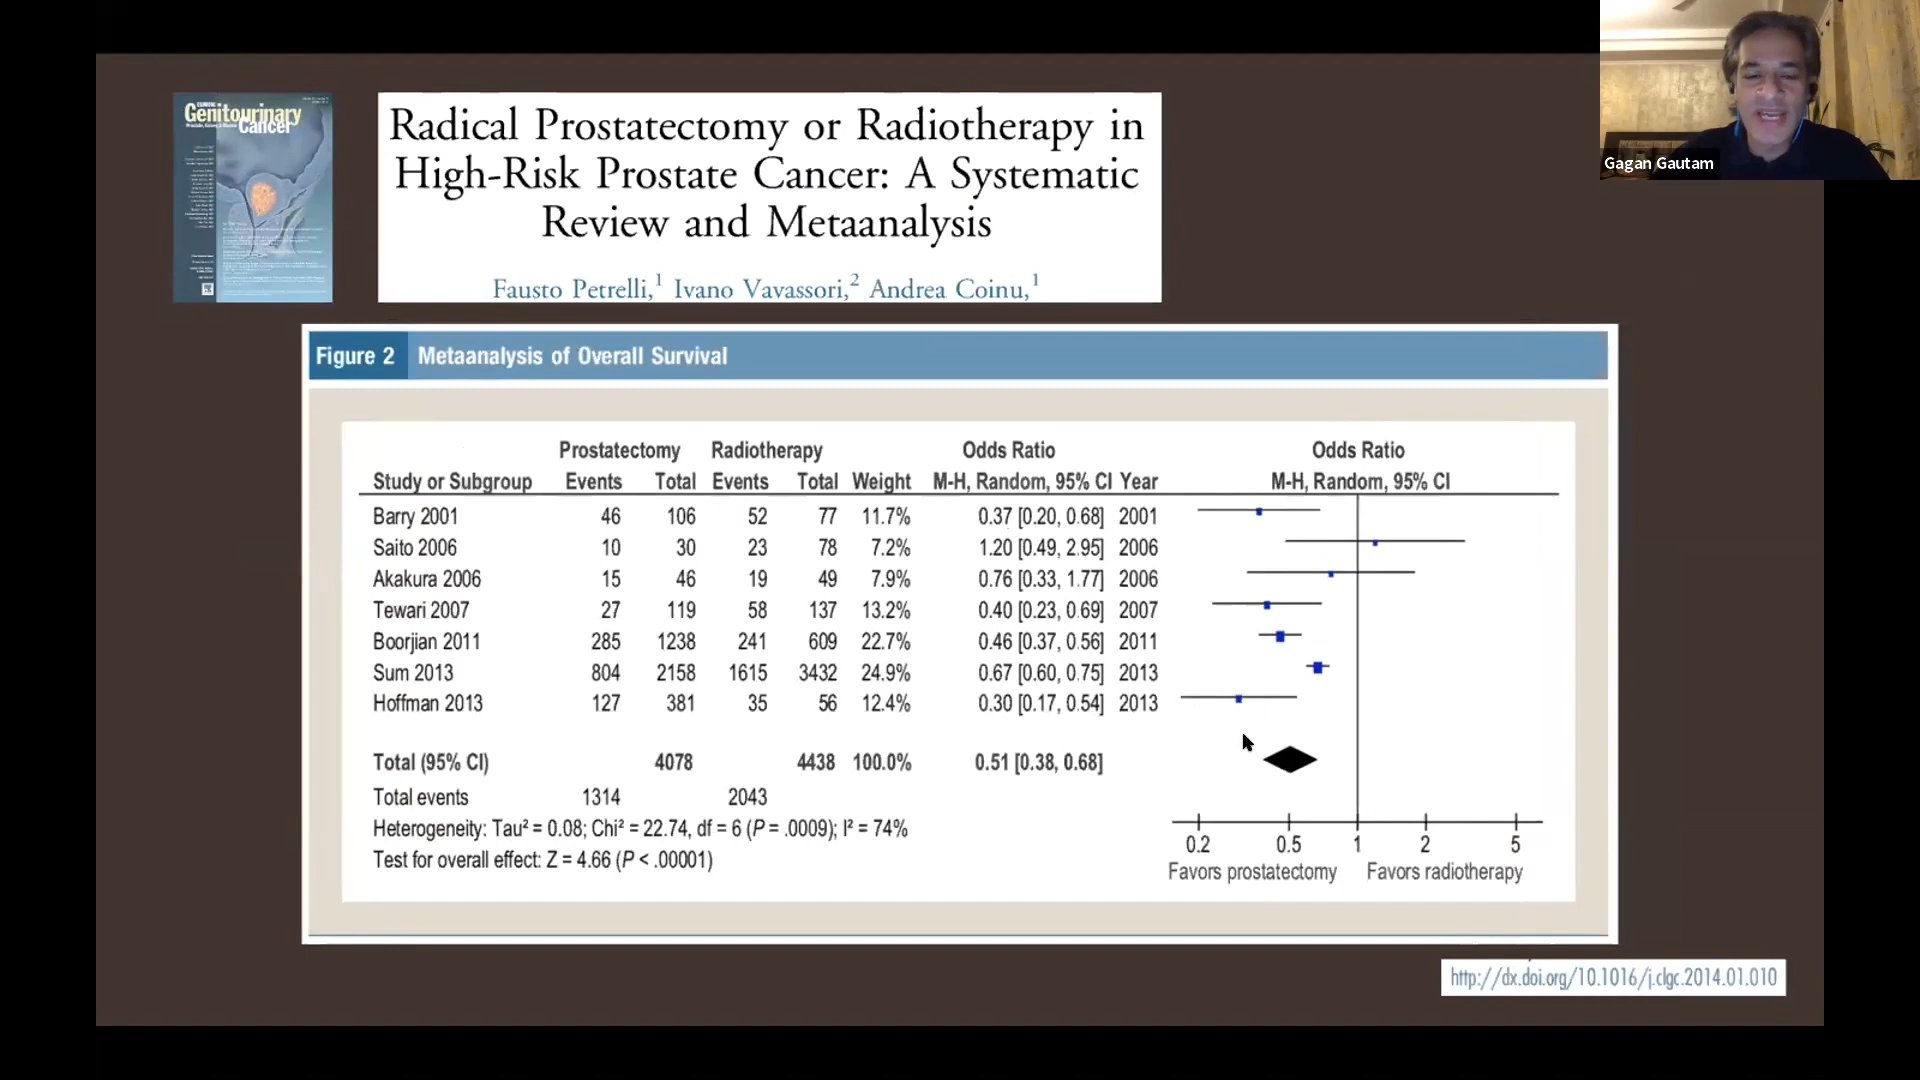 Genitourinary
Cancer
Radical Prostatectomy or Radiotherapy in
High-Risk Prostate Cancer: A Systematic
Review and Metaanalysis
Fausto Petrelli,1 Ivano Vavassori,2 Andrea Coinu,1
Gagan Gautam
Figure 2 Metaanalysis of Overall Survival
Prostatectomy Radiotherapy Odds Ratio Odds Ratio
Study or Subgroup Events Total Events Total Weight M-H, Random, 95% CI Year M-H, Random, 95% CI
Barry 2001 46 106 52 77 11.7% 0.37 [0.20, 0.68] 2001
Saito 2006 10 30 23 78 7.2% 1.20 [0.49, 2.95] 2006
Akakura 2006 15 46 19 49 7.9% 0.76 [0.33, 1.77] 2006
Tewari 2007 27 119 58 137 13.2% 0.40 [0.23, 0.69] 2007
Boorjian 2011 285 1238 241 609 22.7% 0.46 [0.37, 0.56] 2011
Sum 2013 804 2158 1615 3432 24.9% 0.67 [0.60, 0.75] 2013
Hoffman 2013 127 381 35 56 12.4% 0.30 [0.17, 0.54] 2013
Total (95% CI) 4078 4438 100.0% 0.51 [0.38, 0.68]
Total events 1314 2043
Heterogeneity: Tau² = 0.08; Chi² = 22.74, df = 6 (P = .0009); I² = 74%
Test for overall effect: Z = 4.66 (P < .00001)
0.2 0.5 1 2 5
Favors prostatectomy Favors radiotherapy
http://dx.doi.org/10.1016/j.clgc.2014.01.010